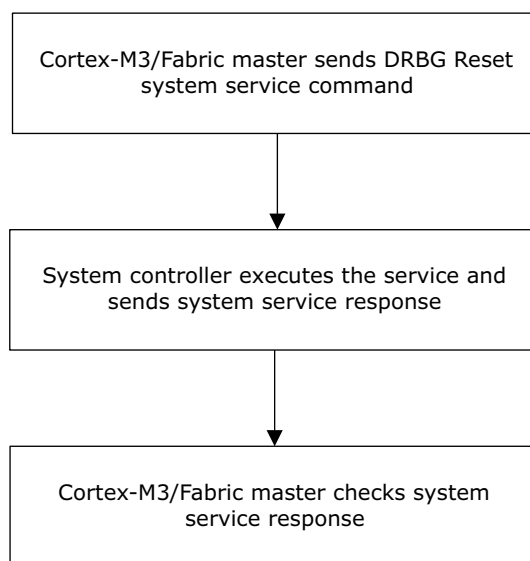 Cortex-M3/Fabric master sends DRBG Reset
system service command
System controller executes the service and
sends system service response
Cortex-M3/Fabric master checks system
service response